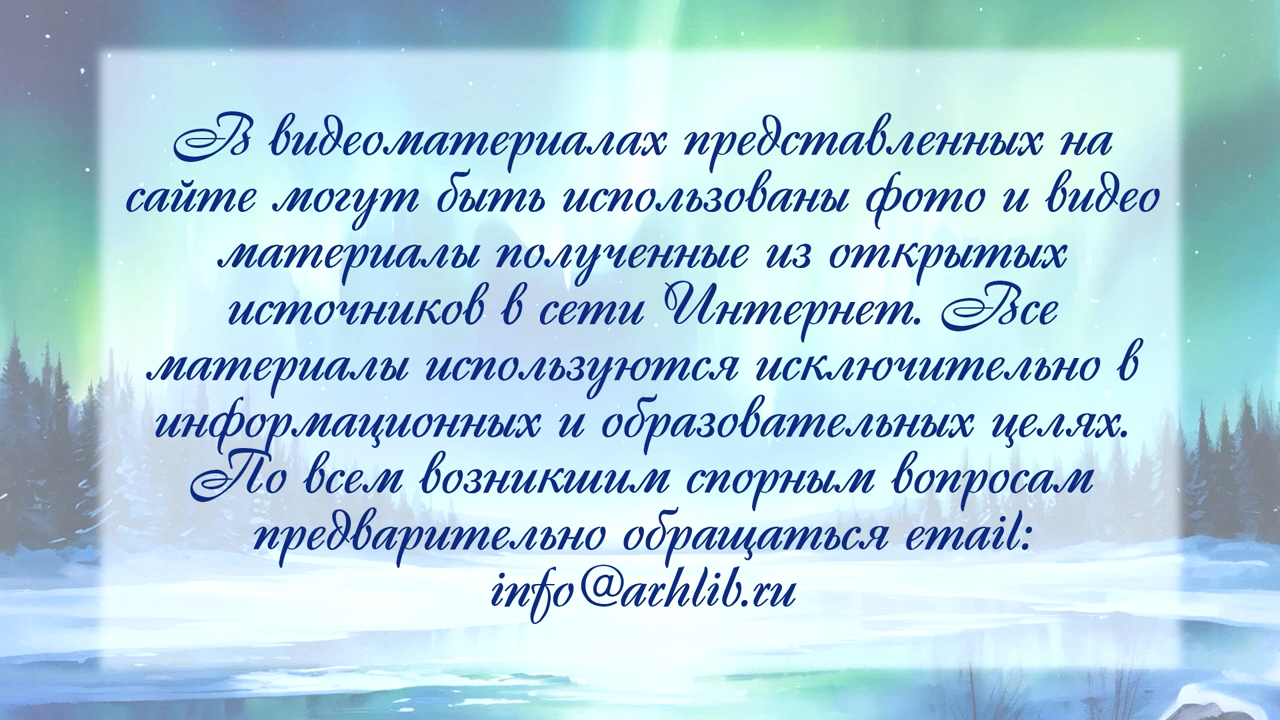 В видеоматериалах представленных на
сайте могут быть использованы фото и видео
материалы полученные из открытых
источников в сети Интернет. Все
материалы используются исключительно в
информационных и образовательных целях.
По всем возникшим спорным вопросам
предварительно обращаться email:
info@arhlib.ru